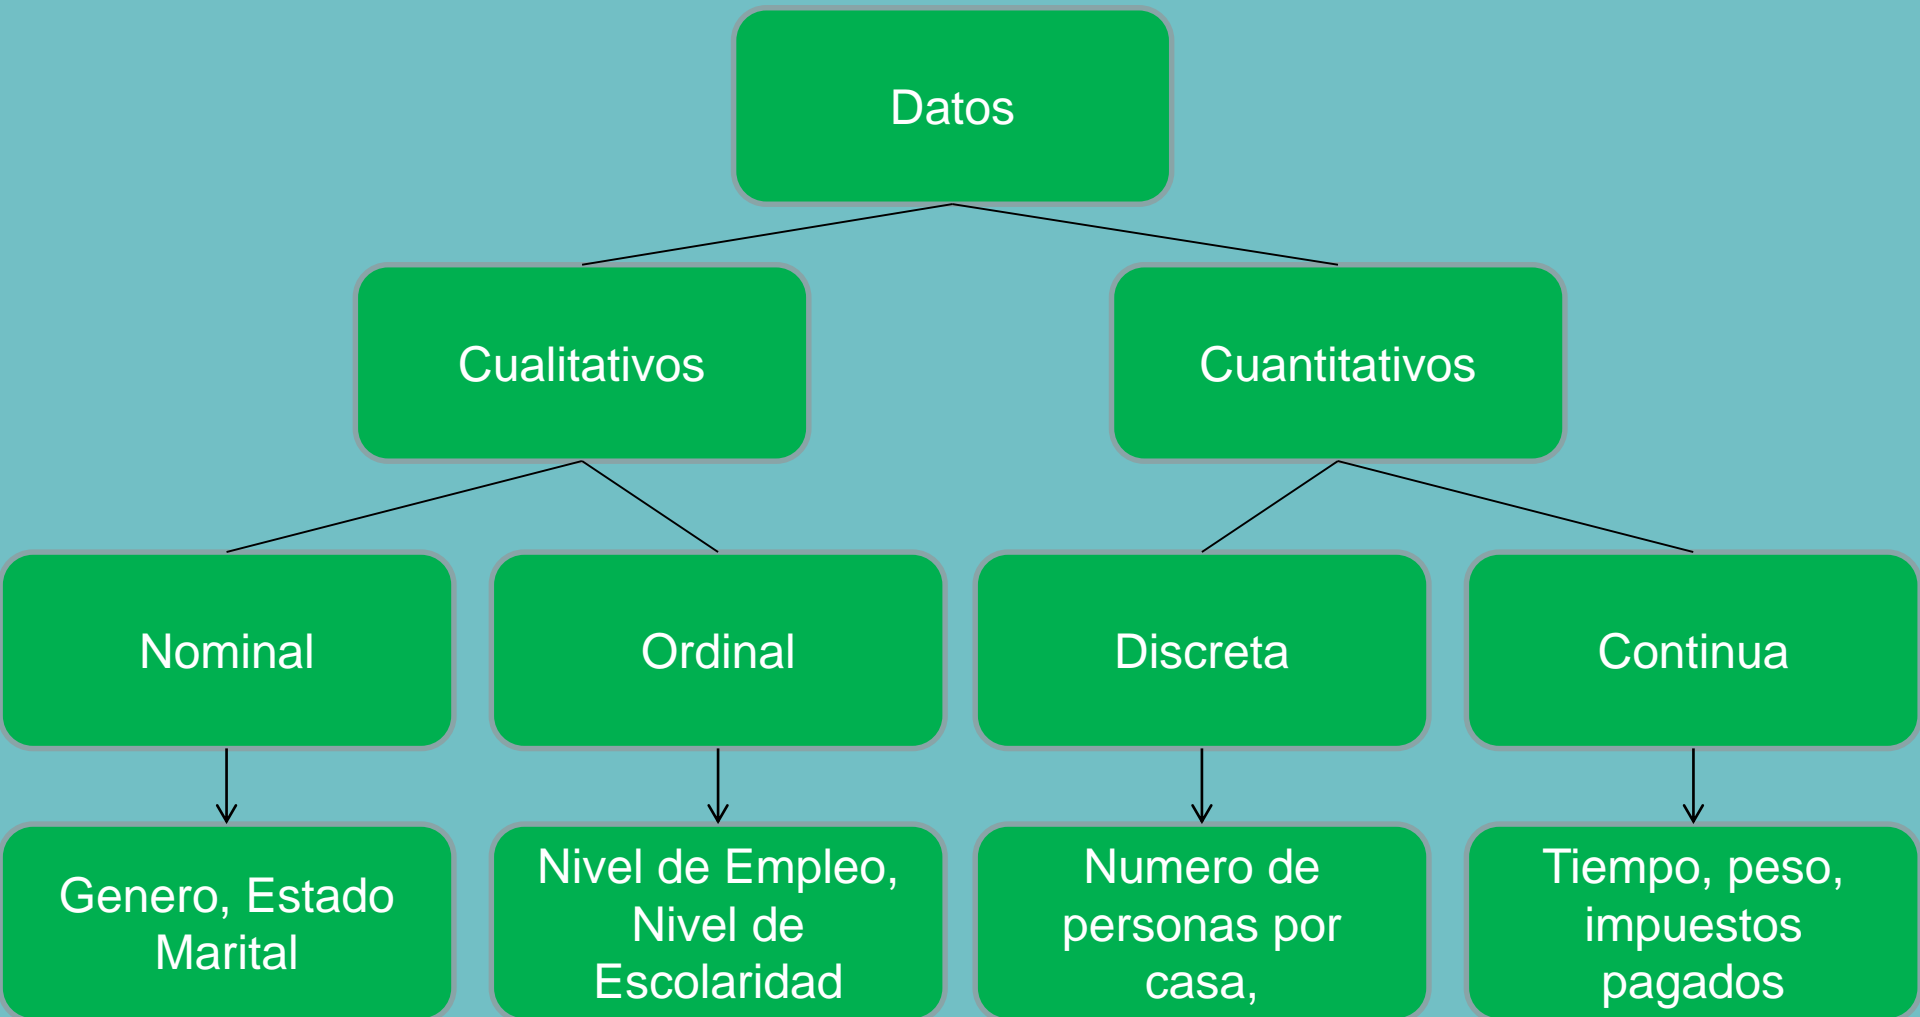 Datos
Cualitativos
Cuantitativos
Nominal
Ordinal
Discreta
Continua
Genero, Estado
Marital
Nivel de Empleo,
Nivel de
Escolaridad
Numero de
personas por
casa,
Tiempo, peso,
impuestos
pagados